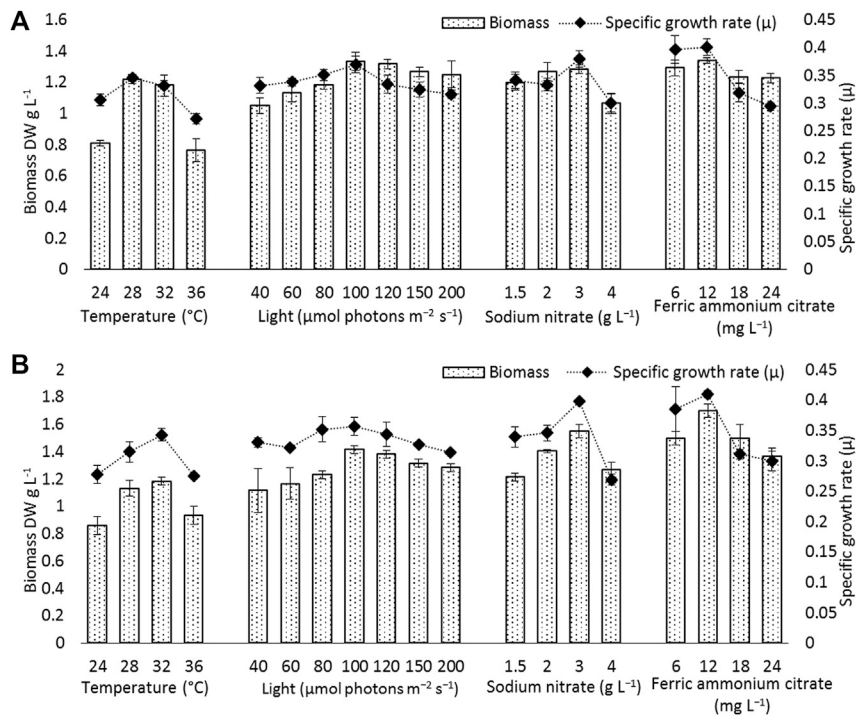 A
Biomass
Specific growth rate (μ)
1.6
1.4
1.2
1
0.8
0.6
0.4
0.2
0
Biomass DW g L⁻¹
0.45
0.4
0.35
0.3
0.25
0.2
0.15
0.1
0.05
0
Specific growth rate (μ)
24 28 32 36 40 60 80 100 120 150 200 1.5 2 3 4 6 12 18 24
Temperature (°C) Light (μmol photons m⁻² s⁻¹) Sodium nitrate (g L⁻¹) Ferric ammonium citrate
(mg L⁻¹)
B
Biomass
Specific growth rate (μ)
2
1.8
1.6
1.4
1.2
1
0.8
0.6
0.4
0.2
0
Biomass DW g L⁻¹
0.45
0.4
0.35
0.3
0.25
0.2
0.15
0.1
0.05
0
Specific growth rate (μ)
24 28 32 36 40 60 80 100 120 150 200 1.5 2 3 4 6 12 18 24
Temperature (°C) Light (μmol photons m⁻² s⁻¹) Sodium nitrate (g L⁻¹) Ferric ammonium citrate
(mg L⁻¹)